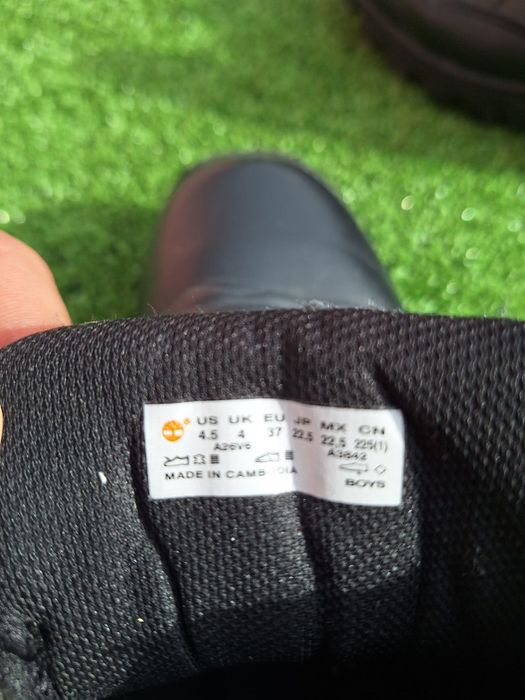 US UK EU JP MX CN
4.5 4 37 22.5 22.5 225(1)
A26V6 A3842
MADE IN CAMBODIA
BOYS